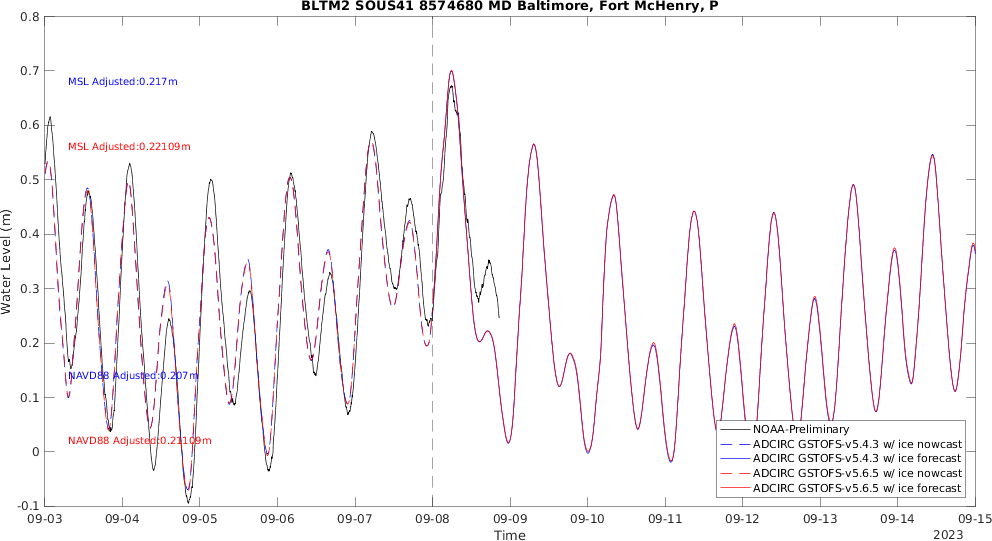 BLTM2 SOUS41 8574680 MD Baltimore, Fort McHenry, P
0.8
0.7
0.6
0.5
0.4
0.3
0.2
0.1
0
-0.1
Water Level (m)
MSL Adjusted:0.217m
MSL Adjusted:0.22109m
NAVD88 Adjusted:0.207m
NAVD88 Adjusted:0.21109m
NOAA-Preliminary
ADCIRC GSTOFS-v5.4.3 w/ ice nowcast
ADCIRC GSTOFS-v5.4.3 w/ ice forecast
ADCIRC GSTOFS-v5.6.5 w/ ice nowcast
ADCIRC GSTOFS-v5.6.5 w/ ice forecast
09-03 09-04 09-05 09-06 09-07 09-08 09-09 09-10 09-11 09-12 09-13 09-14 09-15
Time
2023